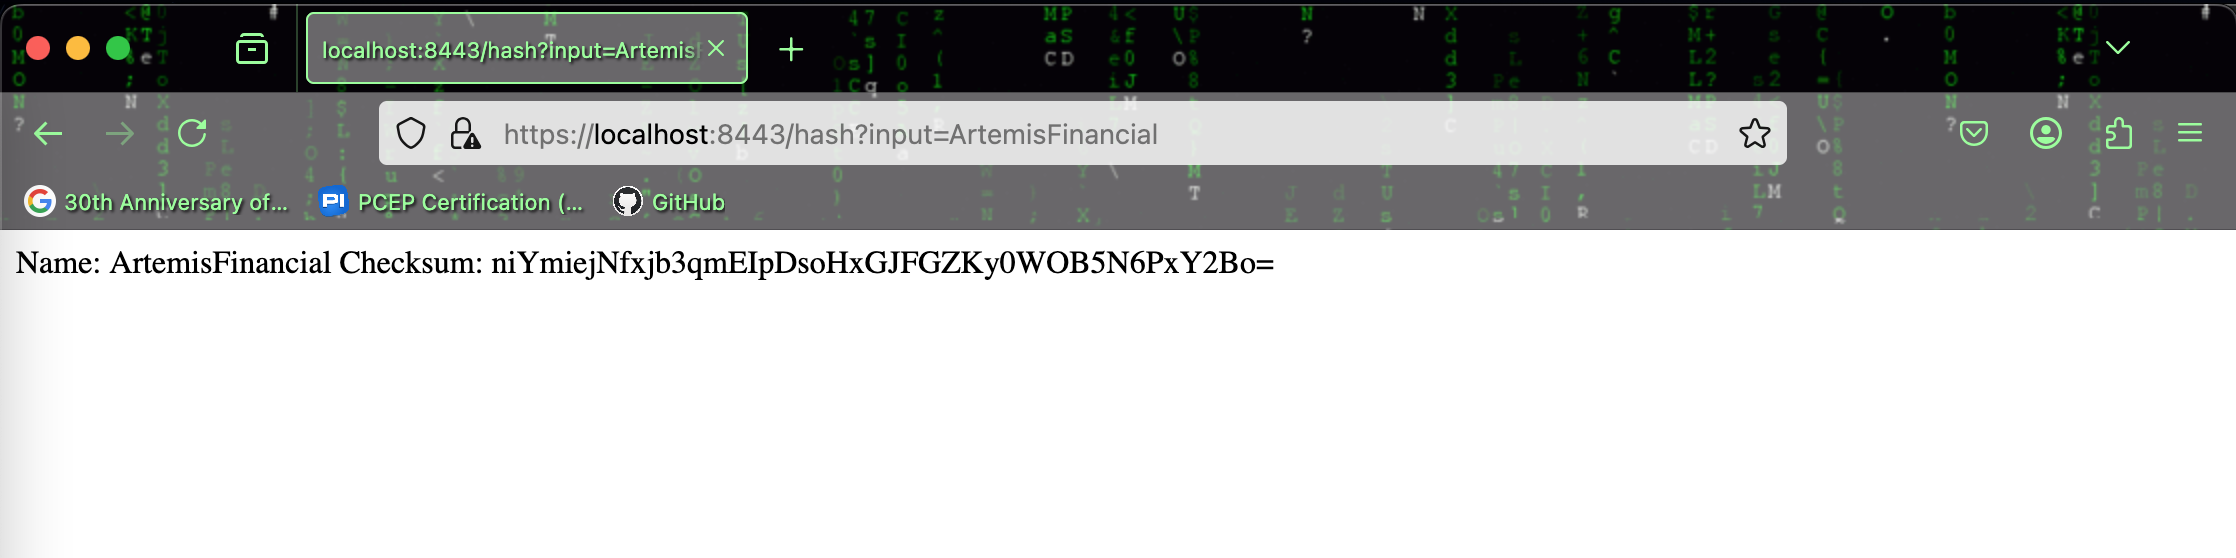 localhost:8443/hash?input=Artemis
https://localhost:8443/hash?input=ArtemisFinancial
30th Anniversary of... PCEP Certification (... GitHub
Name: ArtemisFinancial Checksum: niYmiejNfxjb3qmEIpDsoHxGJFGZKy0WOB5N6PxY2Bo=